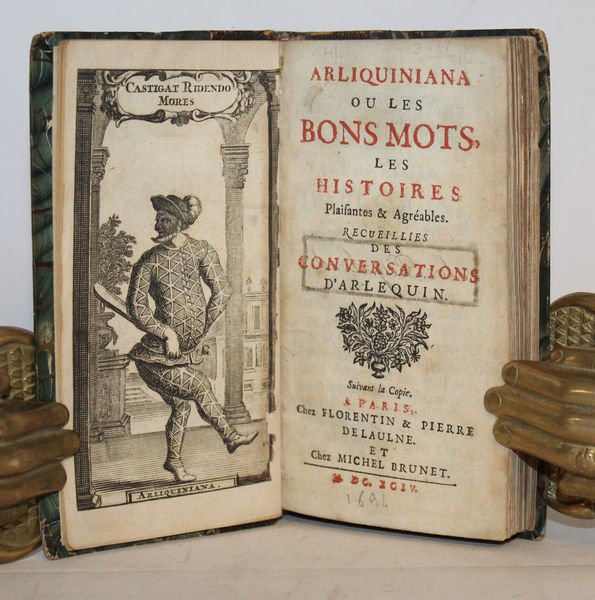 CASTIGAT RIDENDO
MORES
ARLIQUINIANA.
ARLIQUINIANA
OU LES
BONS MOTS,
LES
HISTOIRES
Plaiſantes & Agréables.
RECUEILLIES
DES
CONVERSATIONS
D'ARLEQUIN.
Suivant la Copie.
A PARIS,
Chez FLORENTIN & PIERRE
DELAULNE.
ET
Chez MICHEL BRUNET.
M DC. XCIV.
1694